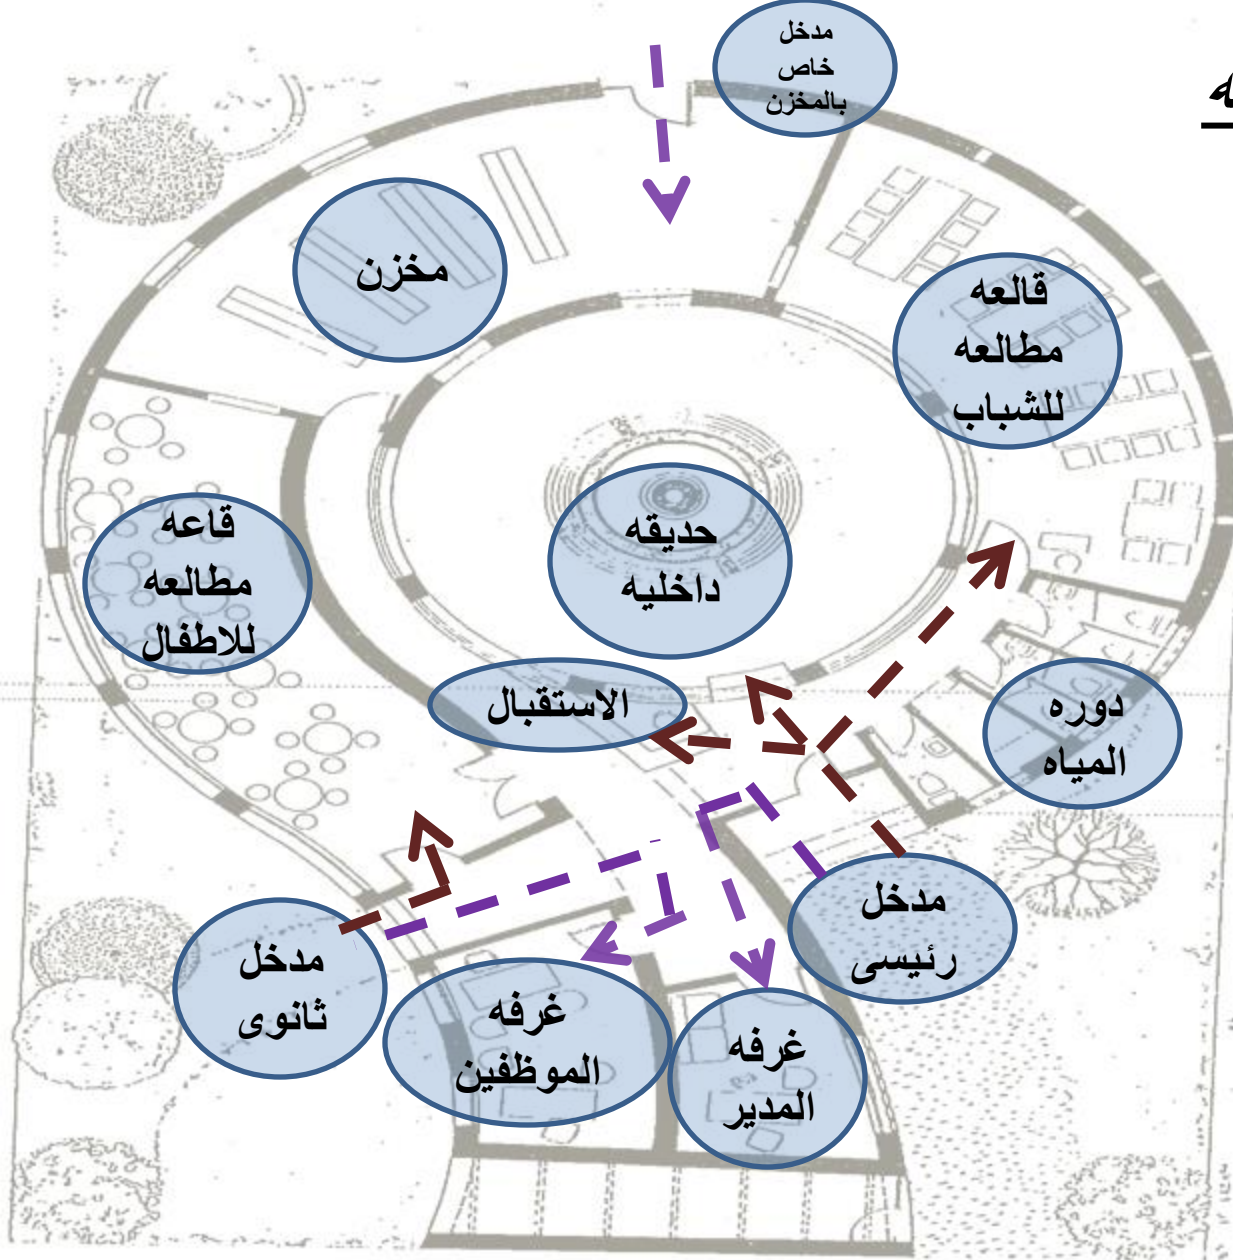 مدخل
خاص
بالمخزن
مخزن
قالعه
مطالعه
للشباب
قاعه
مطالعه
للاطفال
حديقه
داخليه
الاستقبال
دوره
المياه
مدخل
رئيسى
مدخل
ثانوى
غرفه
الموظفين
غرفه
المدير